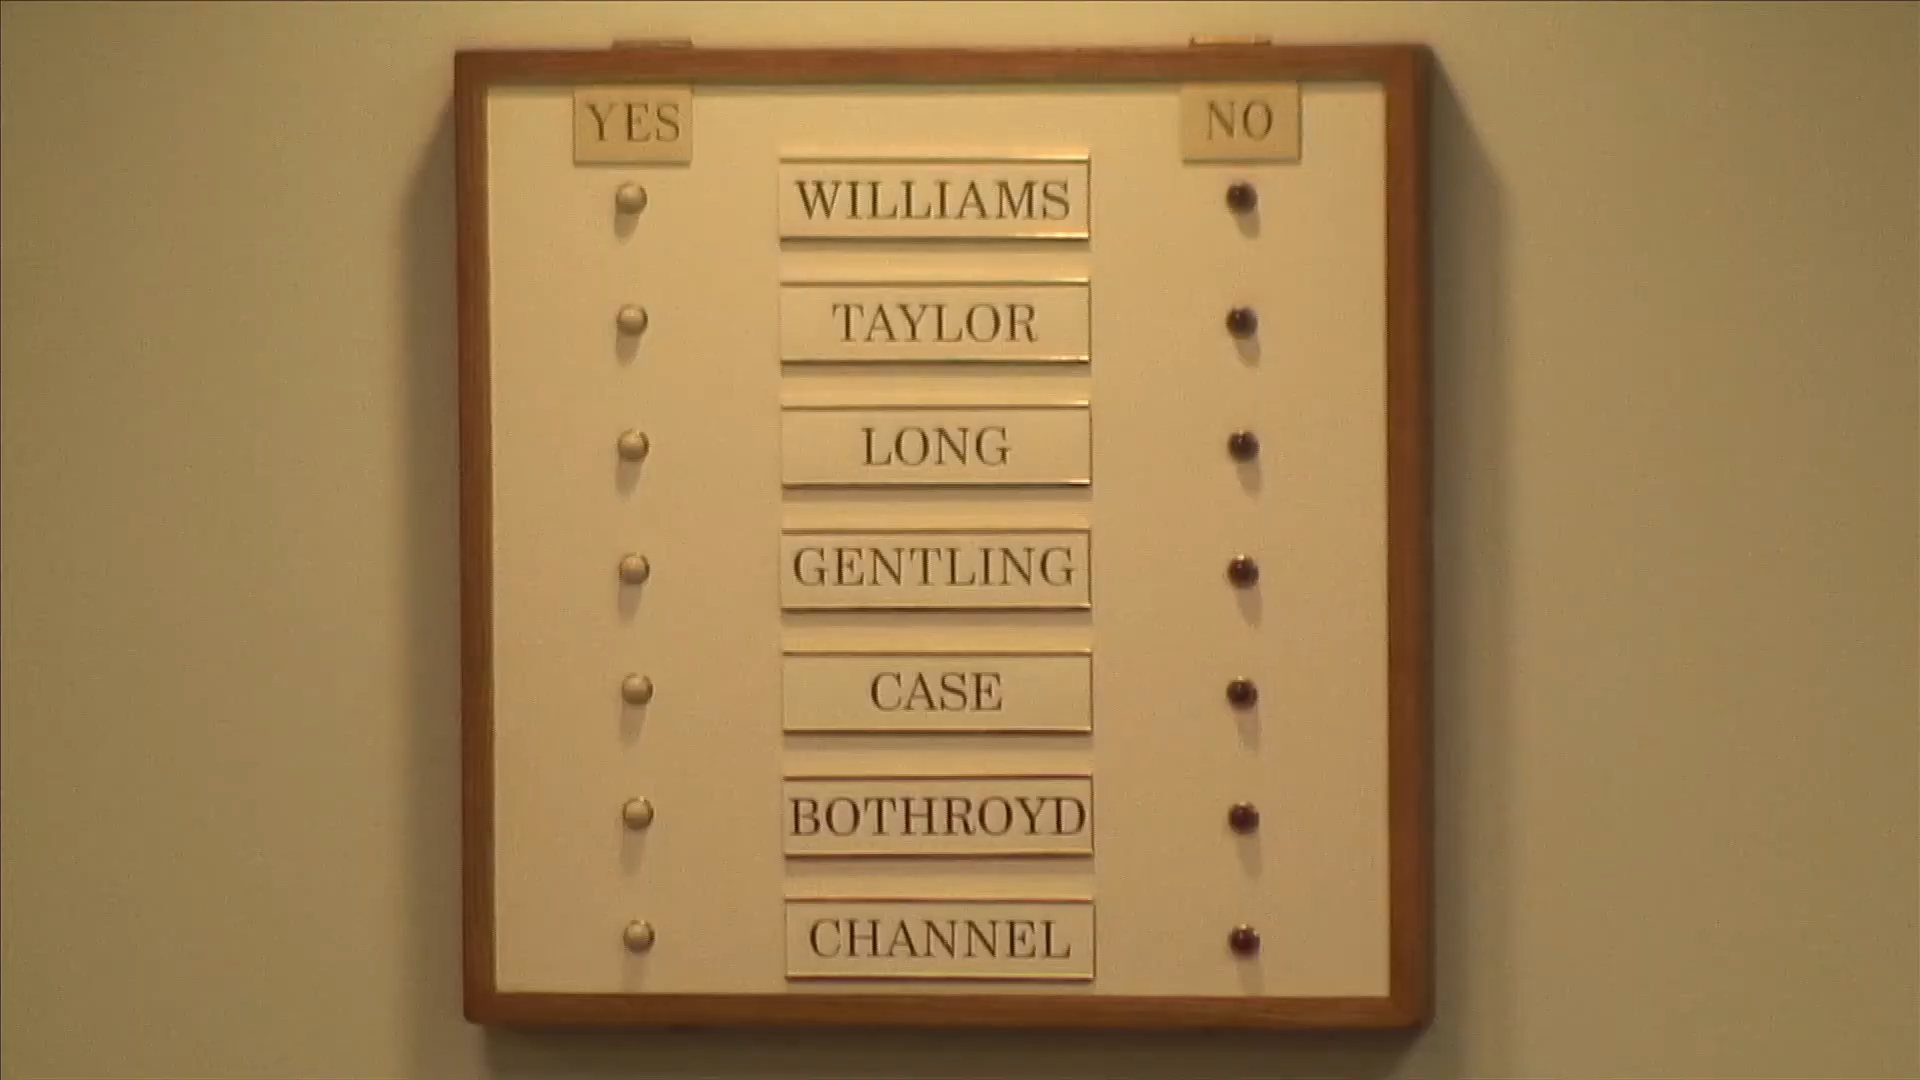 YES
NO
WILLIAMS
TAYLOR
LONG
GENTLING
CASE
BOTHROYD
CHANNEL